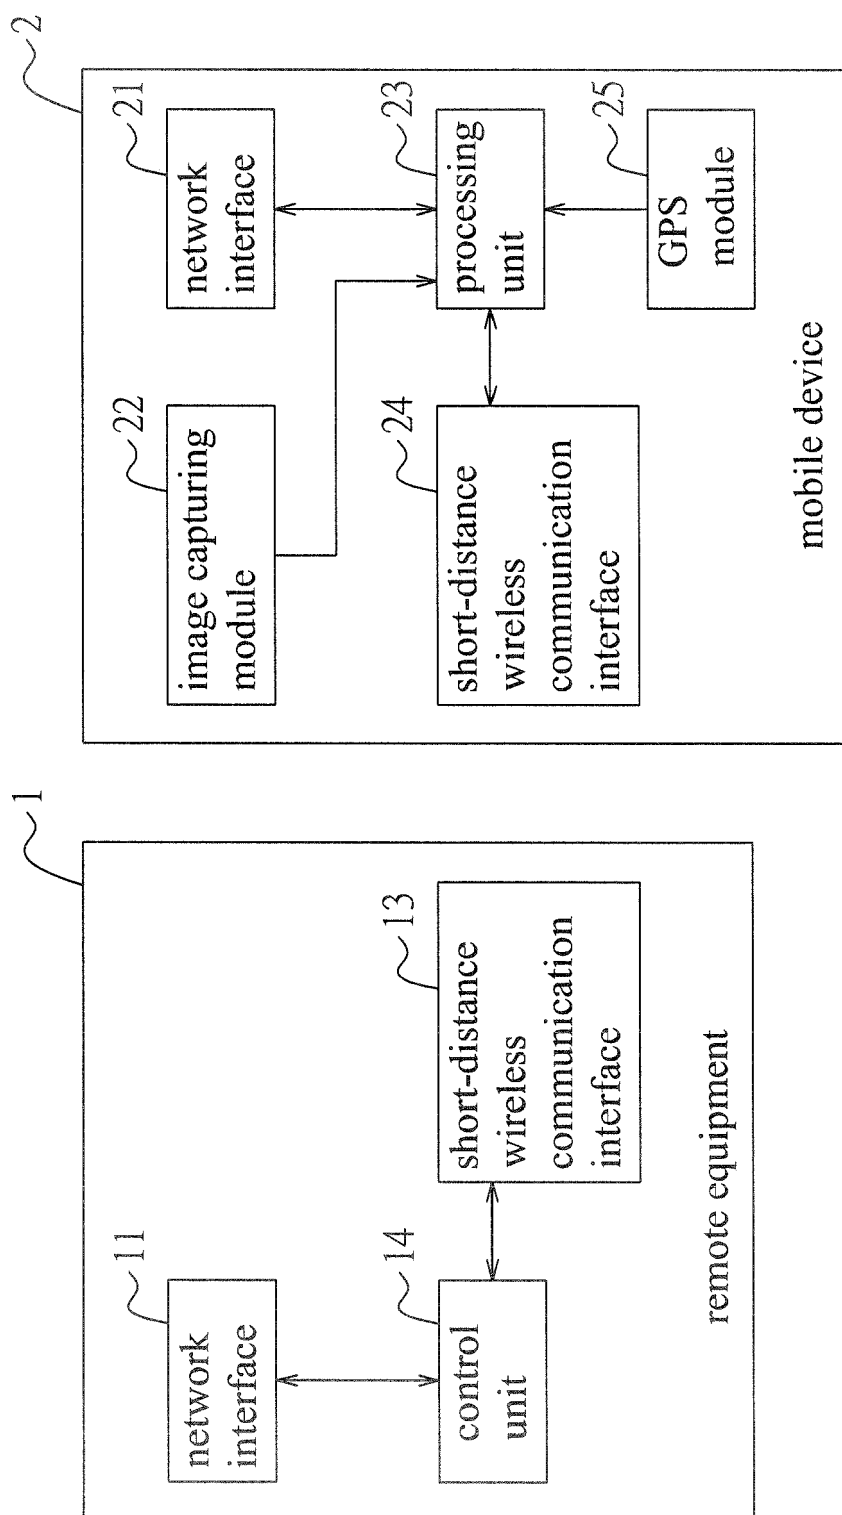 1
11
network
interface
14
control
unit
13
short-distance
wireless
communication
interface
remote equipment
2
22
image capturing
module
21
network
interface
24
short-distance
wireless
communication
interface
23
processing
unit
25
GPS
module
mobile device